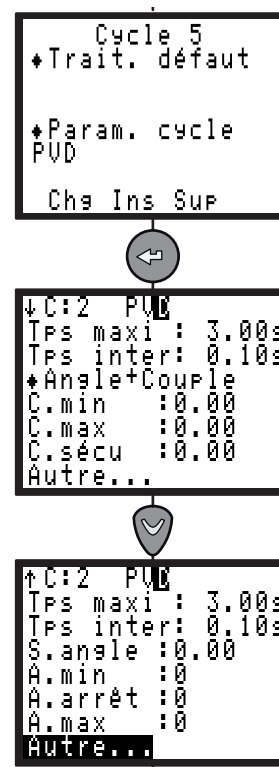 Cycle 5
♦Trait. défaut
♦Param. cycle
PVD
Chg Ins Sup
↓C:2 PVD
Tps maxi : 3.00s
Tps inter: 0.10s
♦Angle+Couple
C.min :0.00
C.max :0.00
C.sécu :0.00
Autre...
↑C:2 PVD
Tps maxi : 3.00s
Tps inter: 0.10s
S.angle :0.00
A.min :0
A.arrêt :0
A.max :0
Autre...